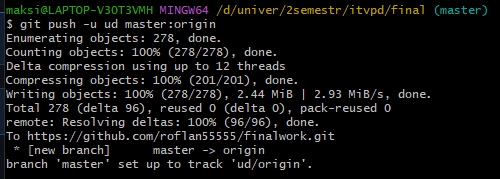 maksi@LAPTOP-V3OT3VMH MINGW64 /d/univer/2semestr/itvpd/final (master)
$ git push -u ud master:origin
Enumerating objects: 278, done.
Counting objects: 100% (278/278), done.
Delta compression using up to 12 threads
Compressing objects: 100% (201/201), done.
Writing objects: 100% (278/278), 2.44 MiB | 2.93 MiB/s, done.
Total 278 (delta 96), reused 0 (delta 0), pack-reused 0
remote: Resolving deltas: 100% (96/96), done.
To https://github.com/roflan55555/finalwork.git
 * [new branch]      master -> origin
branch 'master' set up to track 'ud/origin'.